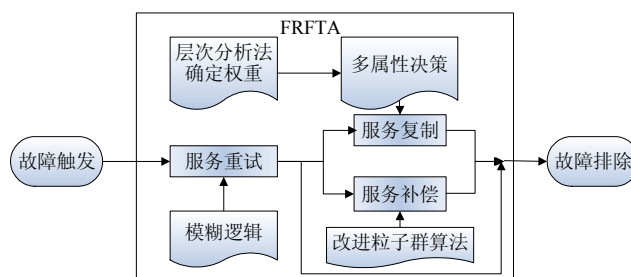 FRFTA
层次分析法
确定权重
多属性决策
服务复制
故障触发
服务重试
故障排除
服务补偿
模糊逻辑
改进粒子群算法